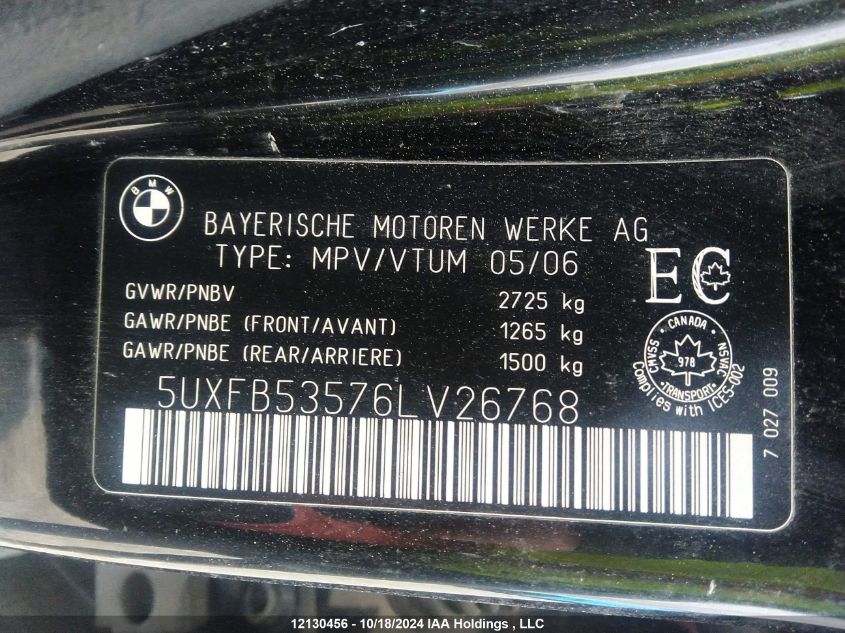 BMW
BAYERISCHE MOTOREN WERKE AG
TYPE: MPV/VTUM 05/06
EC
GVWR/PNBV 2725 kg
GAWR/PNBE (FRONT/AVANT) 1265 kg
GAWR/PNBE (REAR/ARRIERE) 1500 kg
CANADA
CMVSS
978
NSVAC
TRANSPORT
Complies with ICES-002
5UXFB53576LV26768
7 027 009
12130456 - 10/18/2024 IAA Holdings , LLC